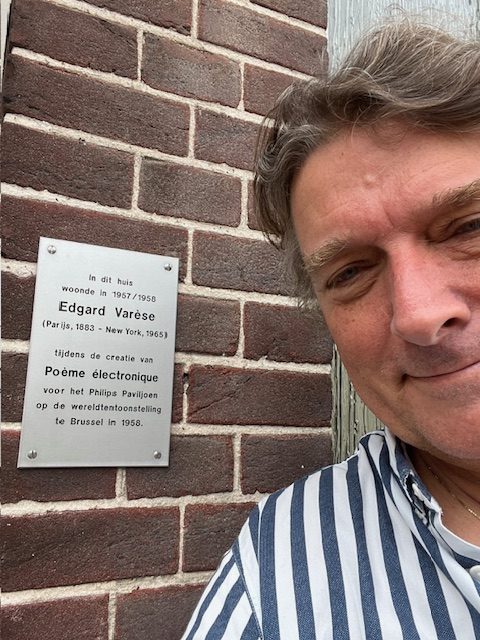 In dit huis
woonde in 1957/1958
Edgard Varèse
(Parijs, 1883 - New York, 1965)
tijdens de creatie van
Poème électronique
voor het Philips Paviljoen
op de wereldtentoonstelling
te Brussel in 1958.